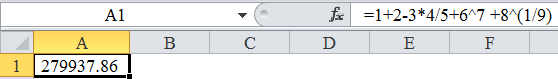 A1 fx =1+2-3*4/5+6^7 +8^(1/9)
A B C D E F
1 279937.86